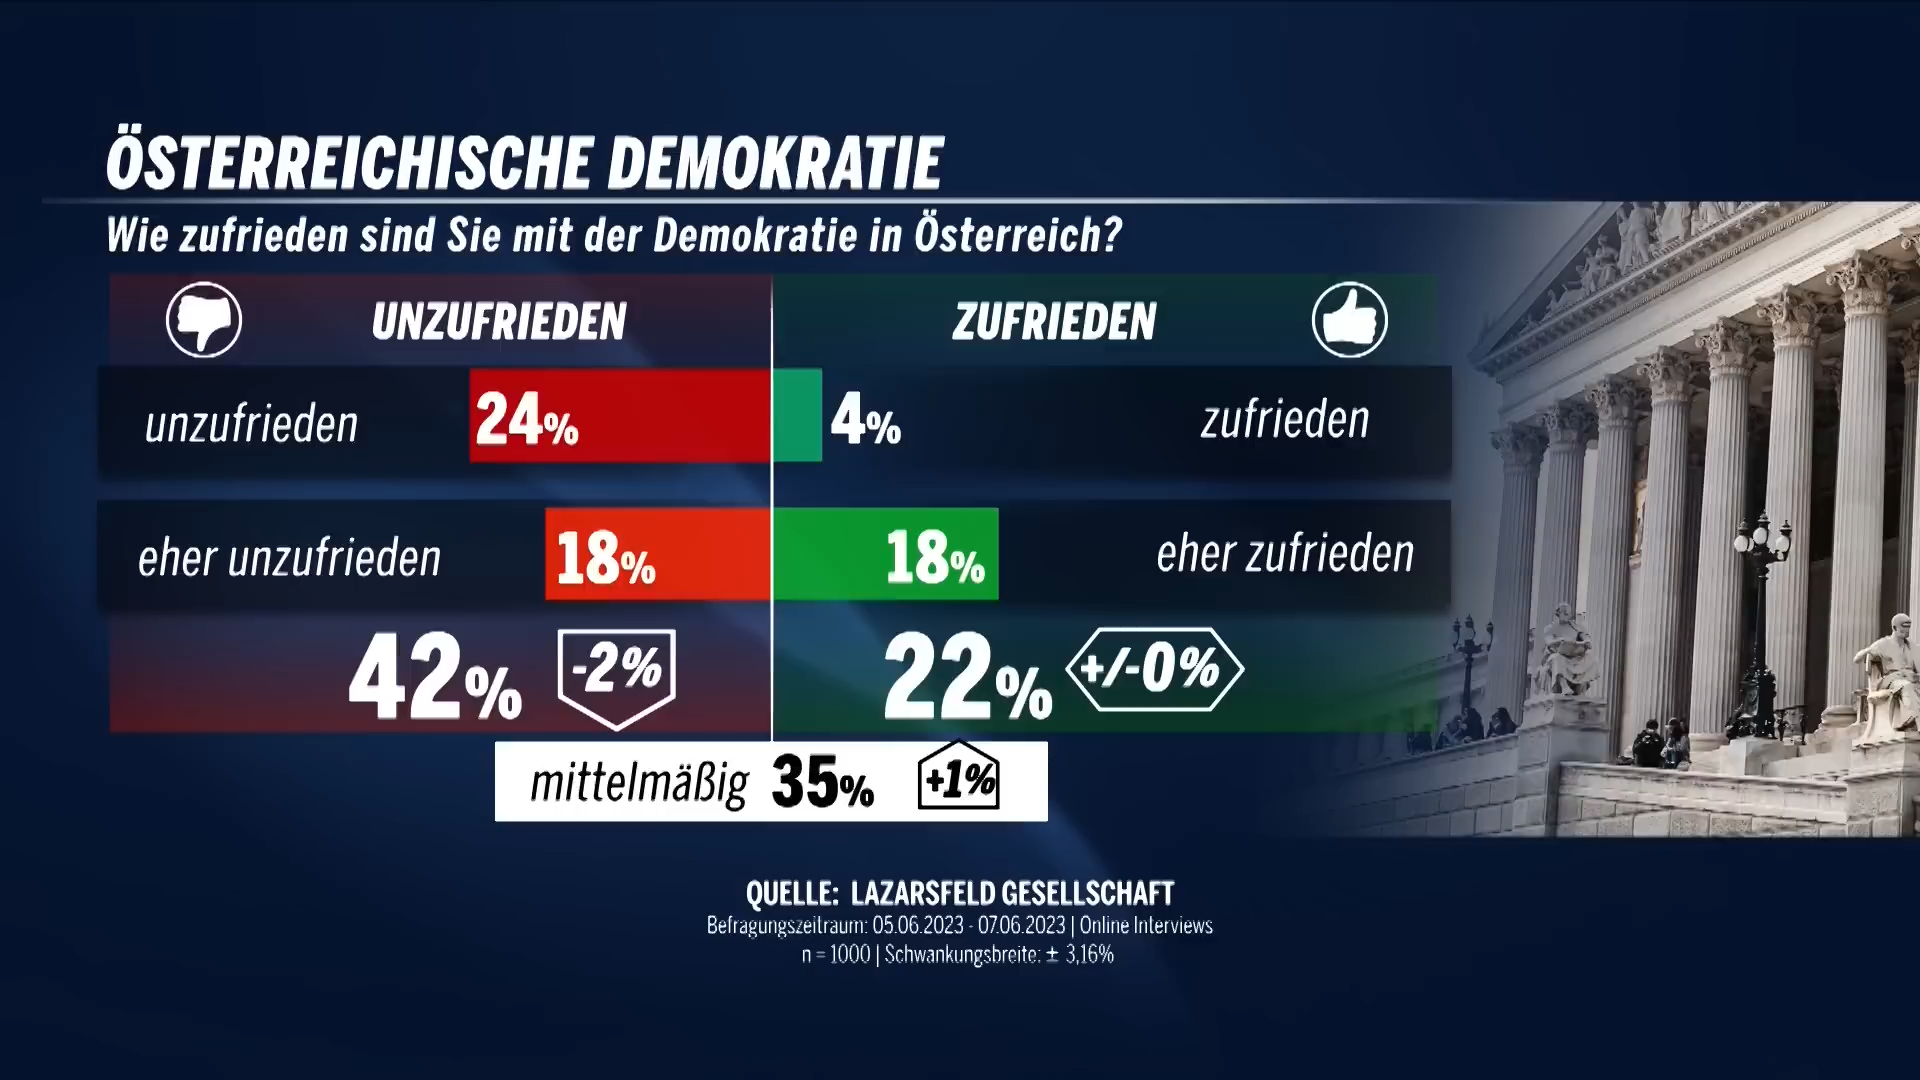 ÖSTERREICHISCHE DEMOKRATIE
Wie zufrieden sind Sie mit der Demokratie in Österreich?
UNZUFRIEDEN ZUFRIEDEN
unzufrieden 24% 4% zufrieden
eher unzufrieden 18% 18% eher zufrieden
42% -2% 22% +/-0%
mittelmäßig 35% +1%
QUELLE: LAZARSFELD GESELLSCHAFT
Befragungszeitraum: 05.06.2023 - 07.06.2023 | Online Interviews
n = 1000 | Schwankungsbreite: ± 3,16%